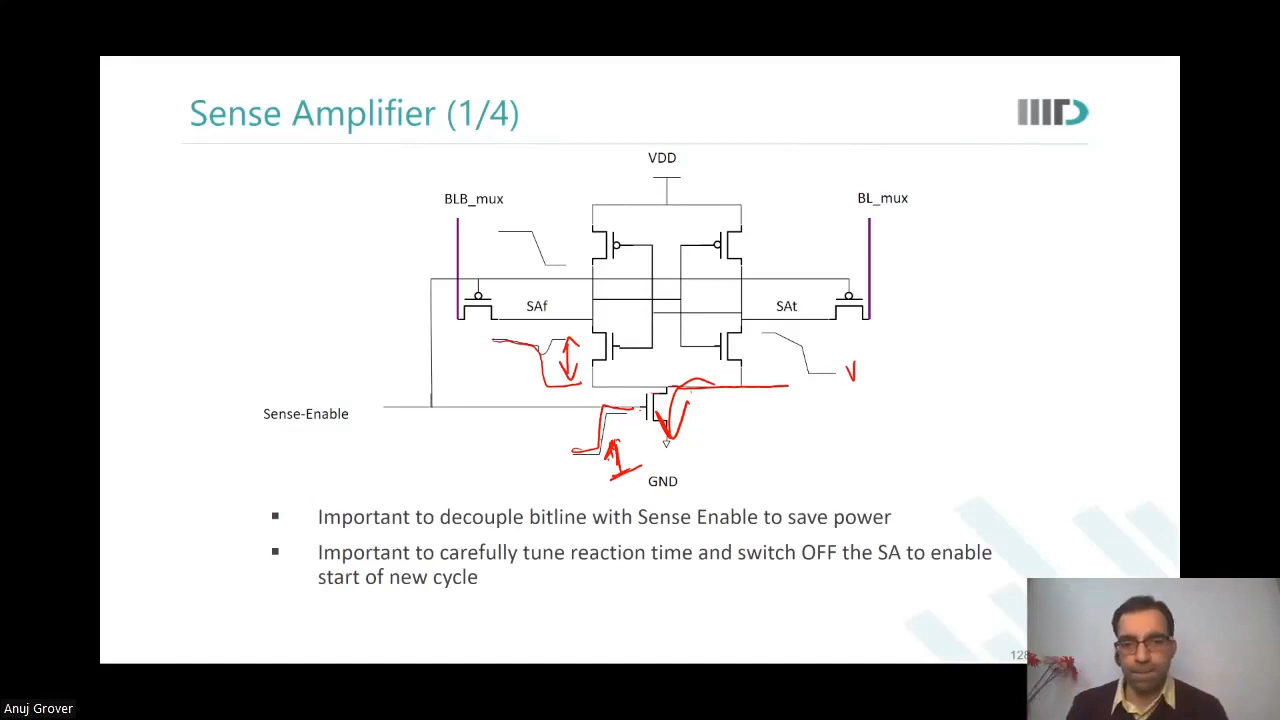 Sense Amplifier (1/4)
IIITD
VDD
BLB_mux
BL_mux
SAf
SAt
Sense-Enable
GND
▪ Important to decouple bitline with Sense Enable to save power
▪ Important to carefully tune reaction time and switch OFF the SA to enable
start of new cycle
128
Anuj Grover